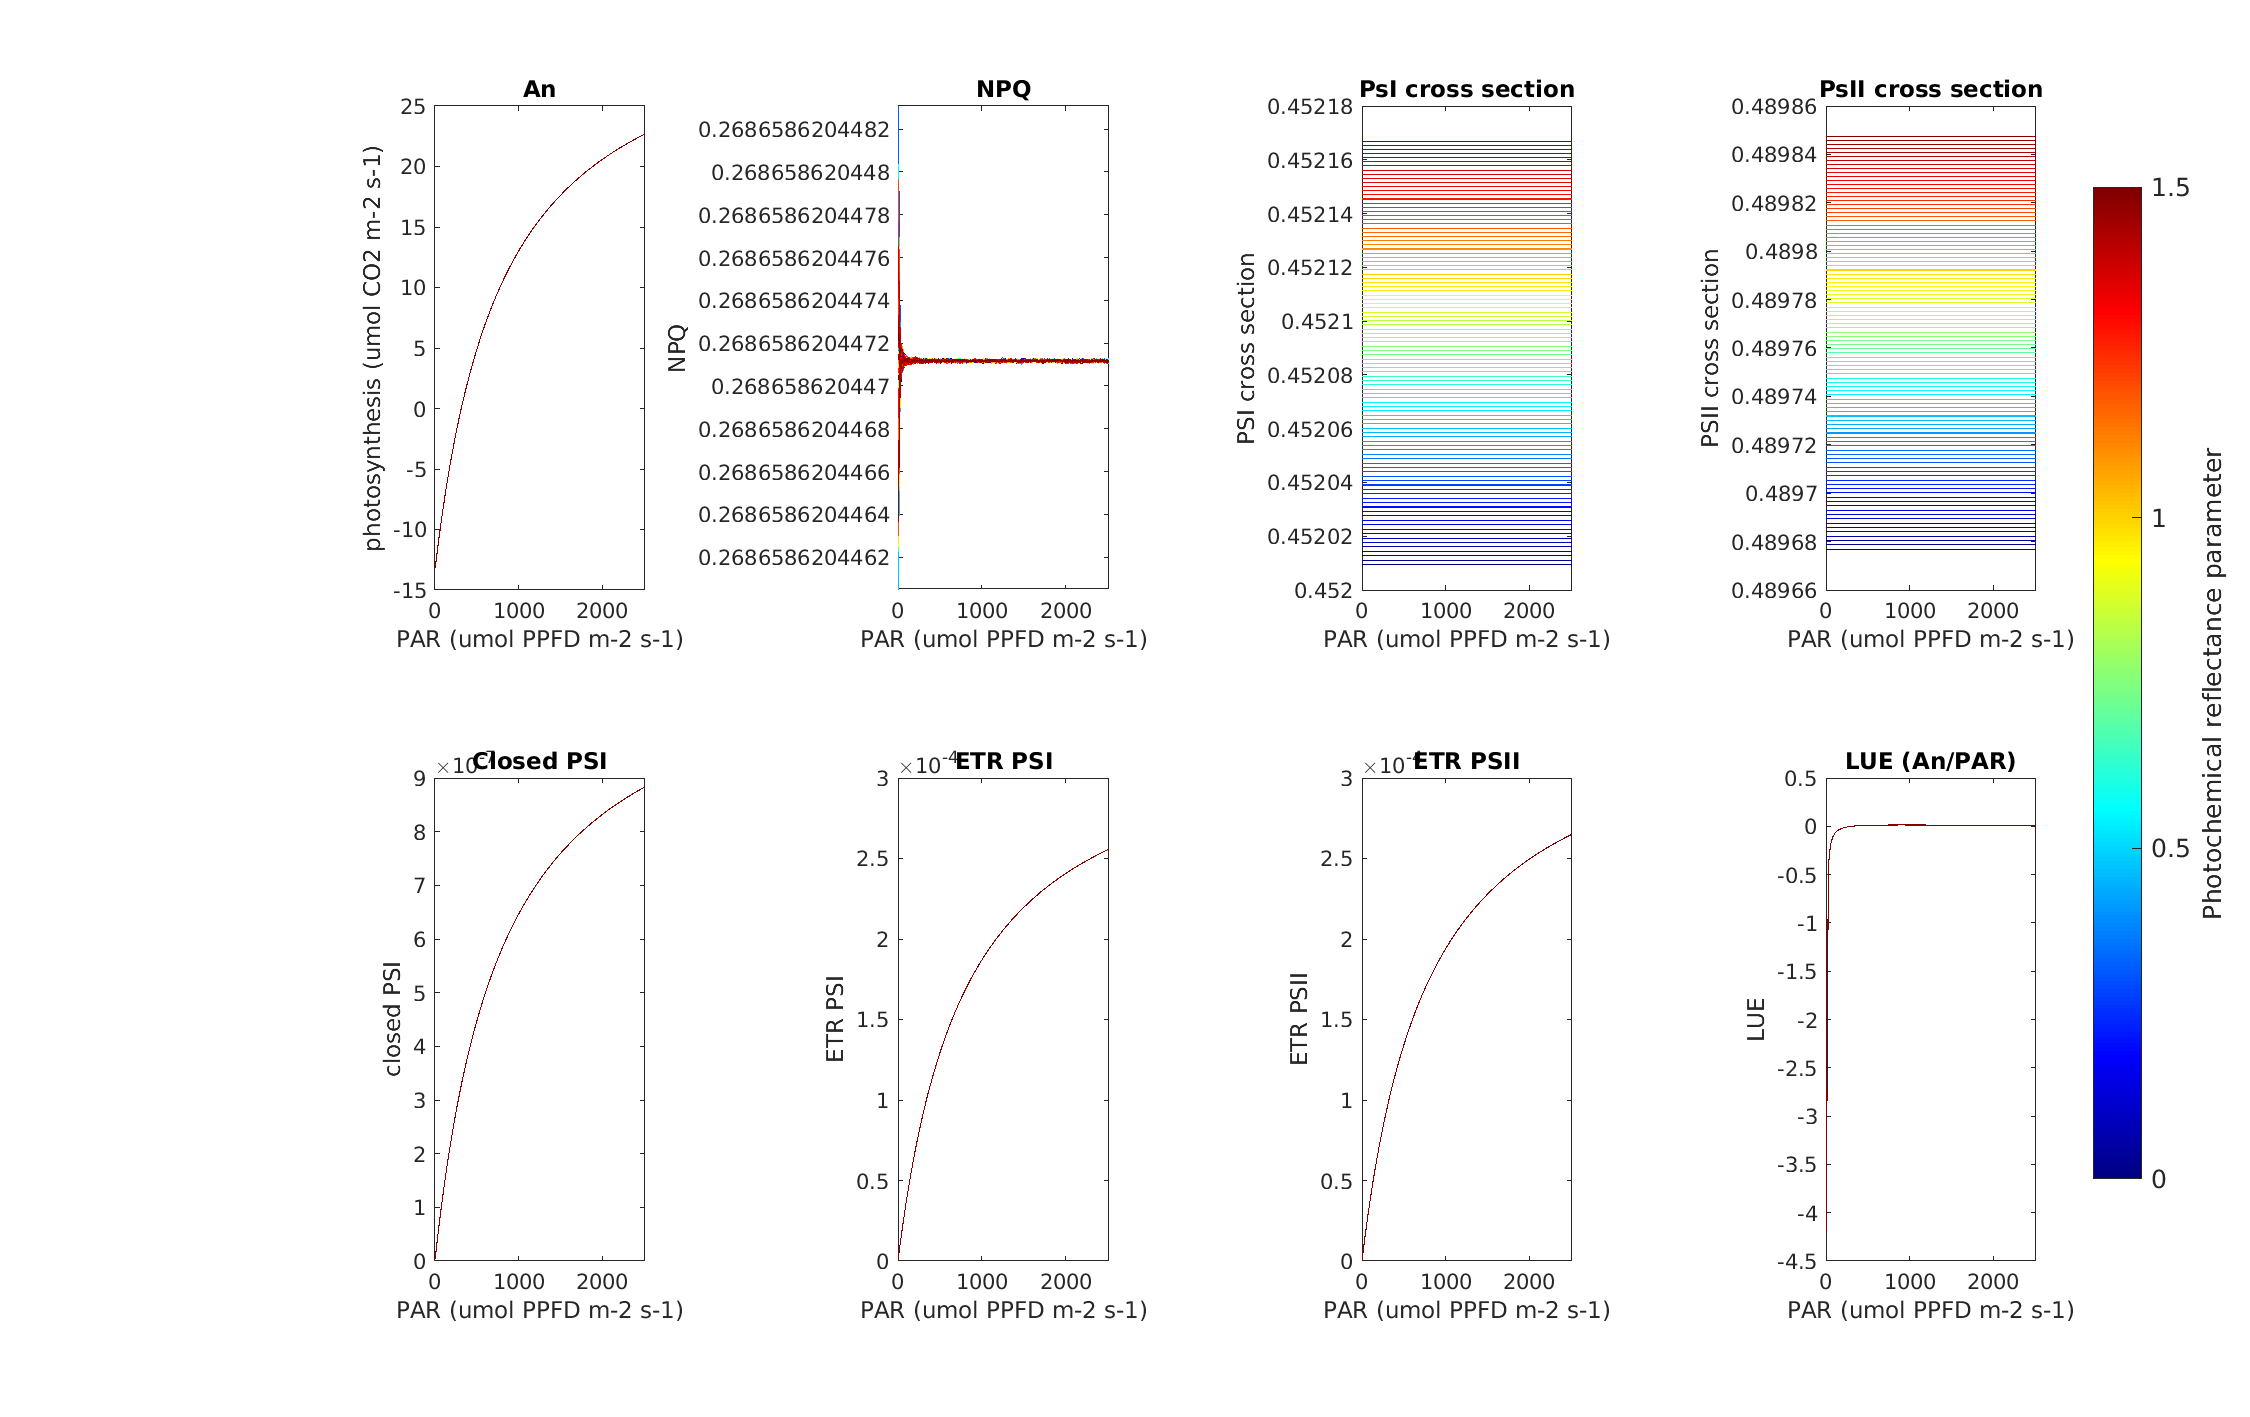 An
25
20
15
10
5
0
-5
-10
-15
photosynthesis (umol CO2 m-2 s-1)
0 1000 2000
PAR (umol PPFD m-2 s-1)
NPQ
0.2686586204482
0.268658620448
0.2686586204478
0.2686586204476
0.2686586204474
0.2686586204472
0.268658620447
0.2686586204468
0.2686586204466
0.2686586204464
0.2686586204462
NPQ
0 1000 2000
PAR (umol PPFD m-2 s-1)
PsI cross section
0.45218
0.45216
0.45214
0.45212
0.4521
0.45208
0.45206
0.45204
0.45202
0.452
PSI cross section
0 1000 2000
PAR (umol PPFD m-2 s-1)
PsII cross section
0.48986
0.48984
0.48982
0.4898
0.48978
0.48976
0.48974
0.48972
0.4897
0.48968
0.48966
PSII cross section
0 1000 2000
PAR (umol PPFD m-2 s-1)
Closed PSI
×10-7
9
8
7
6
5
4
3
2
1
0
closed PSI
0 1000 2000
PAR (umol PPFD m-2 s-1)
ETR PSI
×10-4
3
2.5
2
1.5
1
0.5
0
ETR PSI
0 1000 2000
PAR (umol PPFD m-2 s-1)
ETR PSII
×10-4
3
2.5
2
1.5
1
0.5
0
ETR PSII
0 1000 2000
PAR (umol PPFD m-2 s-1)
LUE (An/PAR)
0.5
0
-0.5
-1
-1.5
-2
-2.5
-3
-3.5
-4
-4.5
LUE
0 1000 2000
PAR (umol PPFD m-2 s-1)
1.5
1
0.5
0
Photochemical reflectance parameter